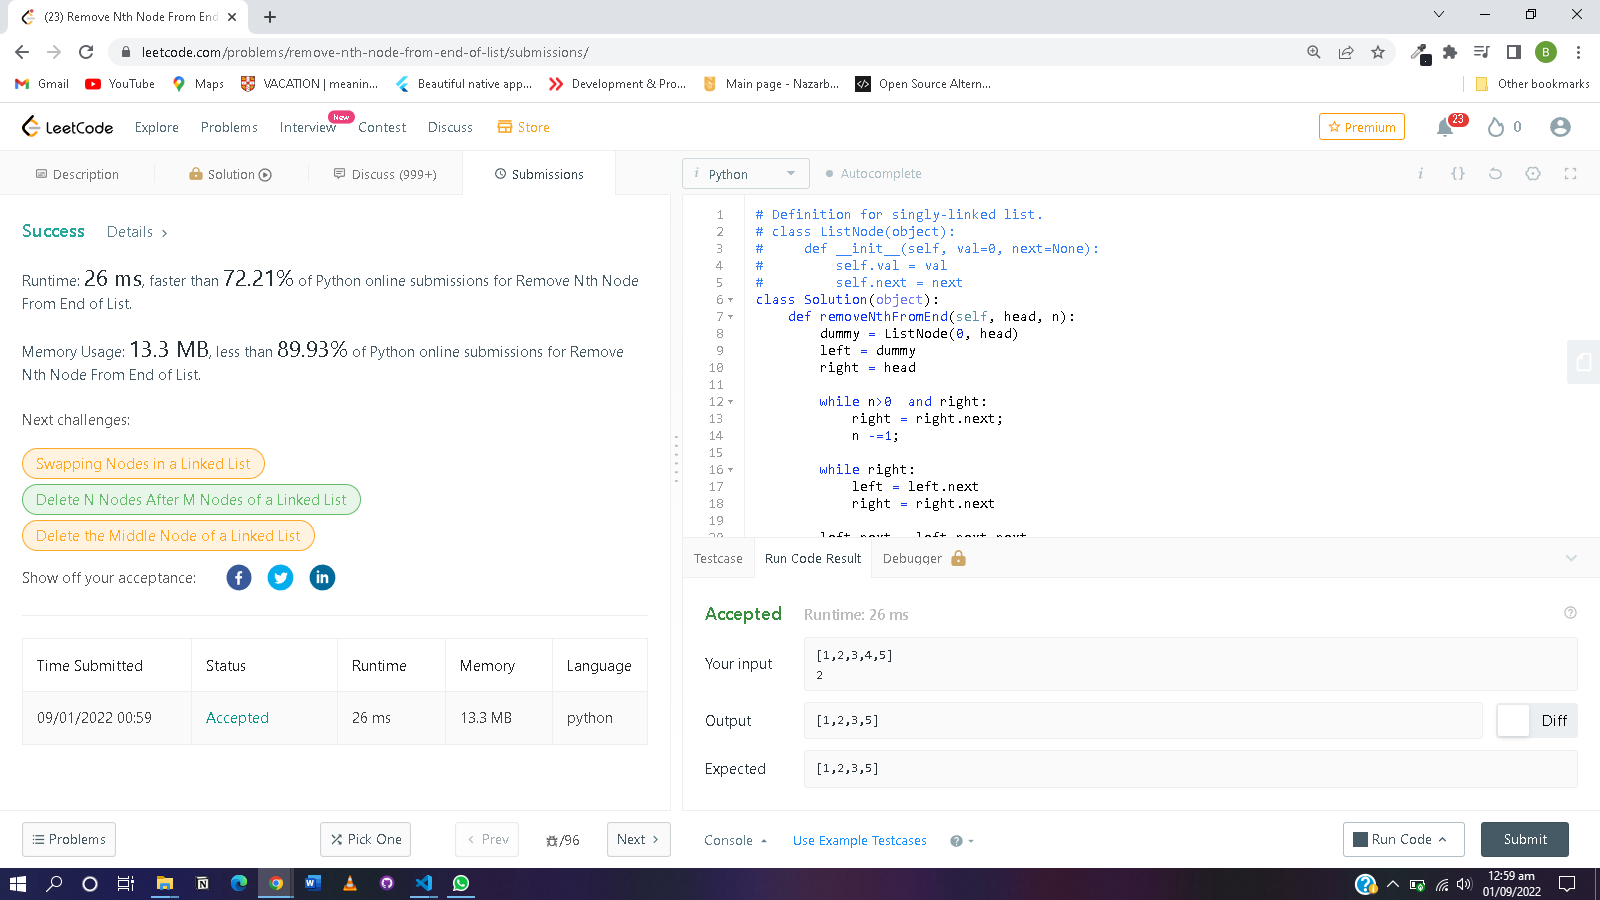 (23) Remove Nth Node From End
leetcode.com/problems/remove-nth-node-from-end-of-list/submissions/
B
Gmail YouTube Maps VACATION | meanin... Beautiful native app... Development & Pro... Main page - Nazarb... Open Source Altern... Other bookmarks
LeetCode Explore Problems Interview New Contest Discuss Store Premium 23 0
Description Solution Discuss (999+) Submissions
i Python Autocomplete i {}
Success Details >
Runtime: 26 ms, faster than 72.21% of Python online submissions for Remove Nth Node
From End of List.
Memory Usage: 13.3 MB, less than 89.93% of Python online submissions for Remove
Nth Node From End of List.
Next challenges:
Swapping Nodes in a Linked List
Delete N Nodes After M Nodes of a Linked List
Delete the Middle Node of a Linked List
Show off your acceptance:
Time Submitted Status Runtime Memory Language
09/01/2022 00:59 Accepted 26 ms 13.3 MB python
1 # Definition for singly-linked list.
2 # class ListNode(object):
3 #     def __init__(self, val=0, next=None):
4 #         self.val = val
5 #         self.next = next
6 class Solution(object):
7     def removeNthFromEnd(self, head, n):
8         dummy = ListNode(0, head)
9         left = dummy
10         right = head
11
12         while n>0  and right:
13             right = right.next;
14             n -=1;
15
16         while right:
17             left = left.next
18             right = right.next
19
20         left.next = left.next.next
Testcase Run Code Result Debugger
Accepted Runtime: 26 ms
Your input
[1,2,3,4,5]
2
Output [1,2,3,5] Diff
Expected [1,2,3,5]
Problems Pick One < Prev /96 Next >
Console Use Example Testcases Run Code Submit
12:59 am
01/09/2022